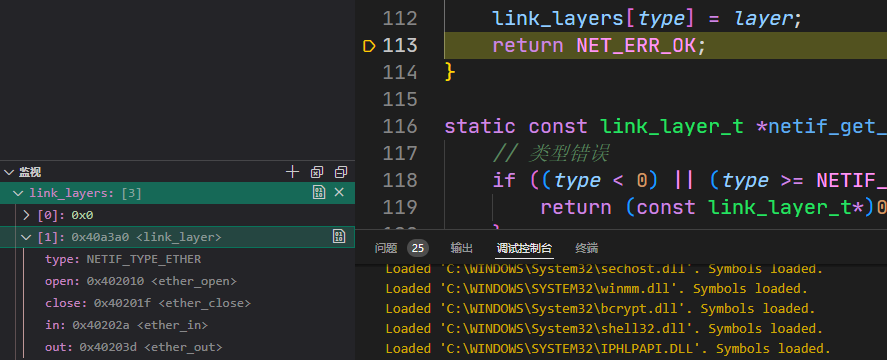 112 link_layers[type] = layer;
113 return NET_ERR_OK;
114 }
115
116 static const link_layer_t *netif_get_
117 // 类型错误
118 if ((type < 0) || (type >= NETIF_
119 return (const link_layer_t*)0
监视
link_layers: [3]
[0]: 0x0
[1]: 0x40a3a0 <link_layer>
type: NETIF_TYPE_ETHER
open: 0x402010 <ether_open>
close: 0x40201f <ether_close>
in: 0x40202a <ether_in>
out: 0x40203d <ether_out>
问题 25 输出 调试控制台 终端
Loaded 'C:\WINDOWS\System32\sechost.dll'. Symbols loaded.
Loaded 'C:\WINDOWS\SYSTEM32\winmm.dll'. Symbols loaded.
Loaded 'C:\WINDOWS\System32\bcrypt.dll'. Symbols loaded.
Loaded 'C:\WINDOWS\System32\shell32.dll'. Symbols loaded.
Loaded 'C:\WINDOWS\SYSTEM32\IPHLPAPI.DLL'. Symbols loaded.